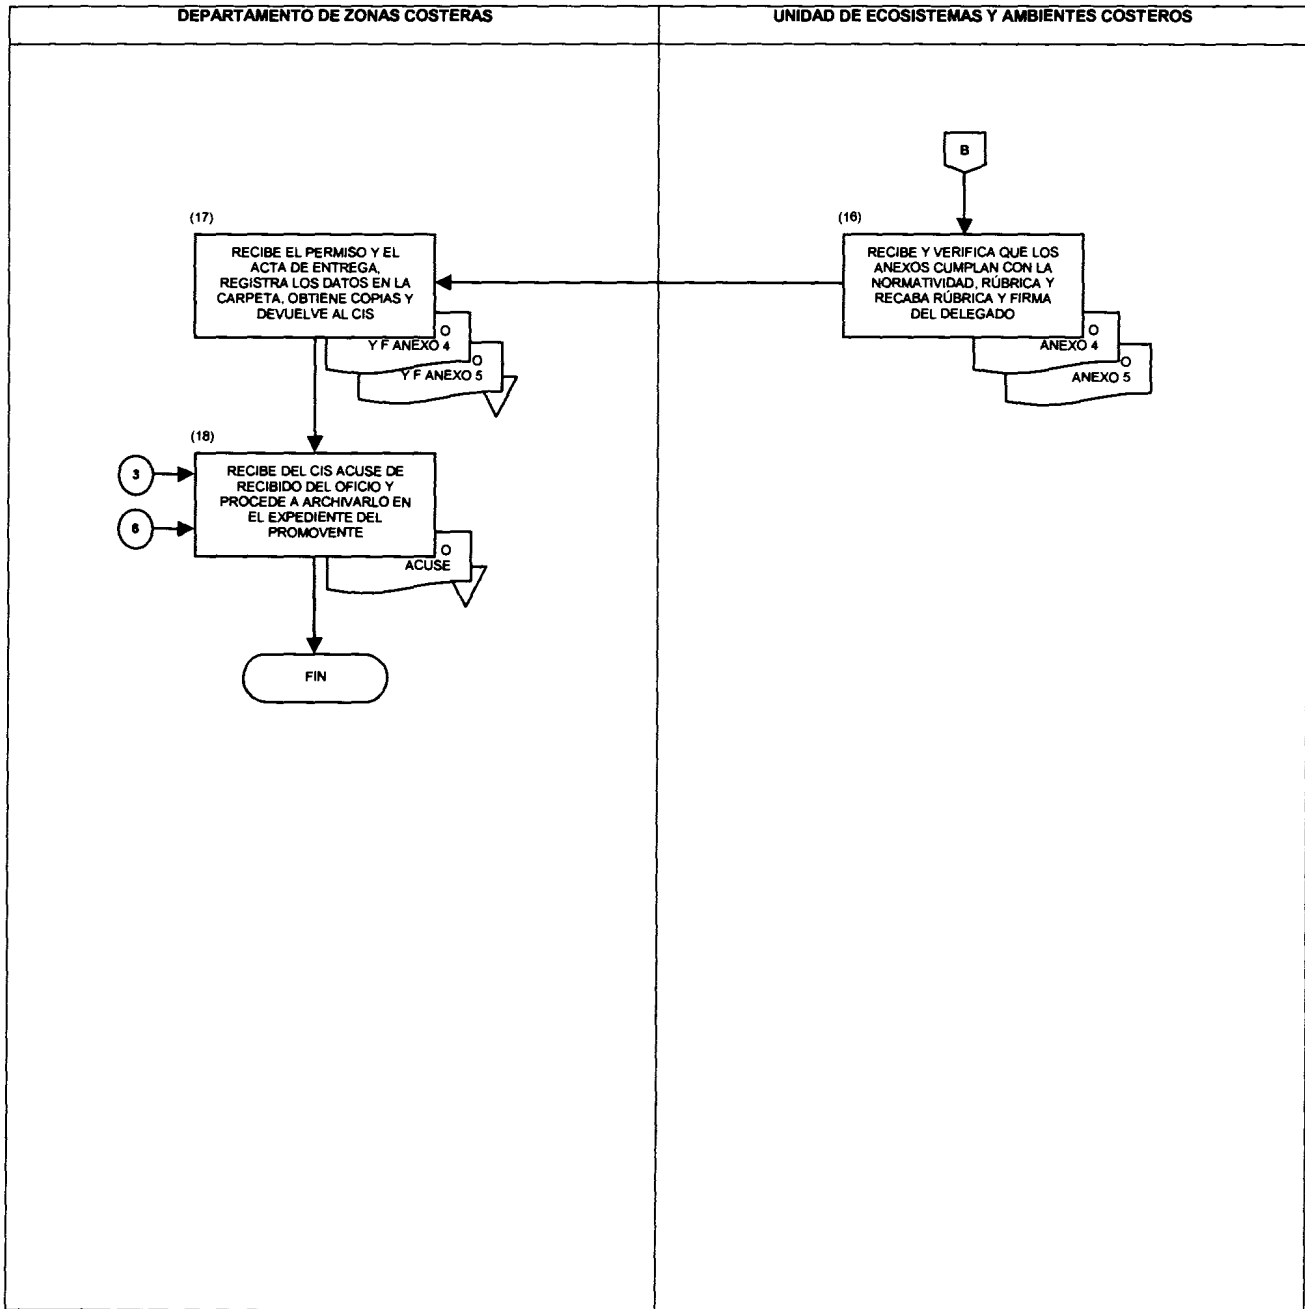 DEPARTAMENTO DE ZONAS COSTERAS
UNIDAD DE ECOSISTEMAS Y AMBIENTES COSTEROS
B
(17)
RECIBE EL PERMISO Y EL
ACTA DE ENTREGA,
REGISTRA LOS DATOS EN LA
CARPETA, OBTIENE COPIAS Y
DEVUELVE AL CIS
O
Y F ANEXO 4
O
Y F ANEXO 5
(16)
RECIBE Y VERIFICA QUE LOS
ANEXOS CUMPLAN CON LA
NORMATIVIDAD, RÚBRICA Y
RECABA RÚBRICA Y FIRMA
DEL DELEGADO
O
ANEXO 4
O
ANEXO 5
(18)
3
6
RECIBE DEL CIS ACUSE DE
RECIBIDO DEL OFICIO Y
PROCEDE A ARCHIVARLO EN
EL EXPEDIENTE DEL
PROMOVENTE
O
ACUSE
FIN